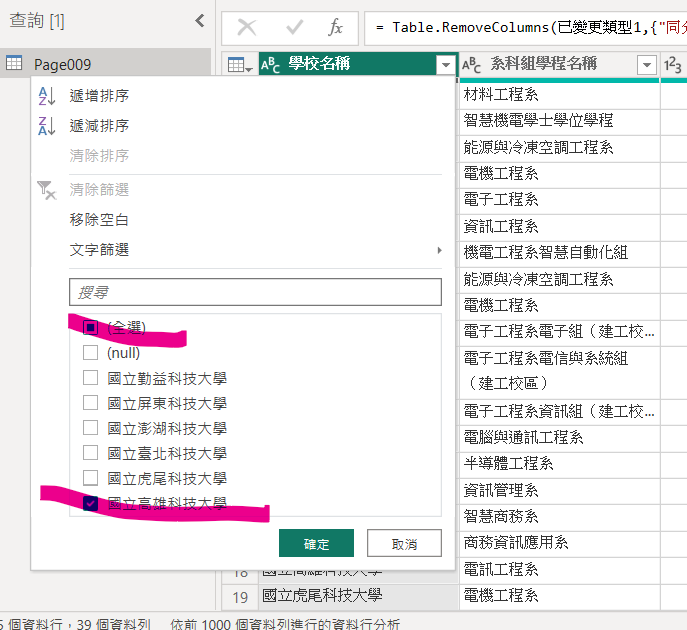 查詢 [1]
= Table.RemoveColumns(已變更類型1,{"同分
Page009
學校名稱
系科組學程名稱
遞增排序
遞減排序
清除排序
清除篩選
移除空白
文字篩選
搜尋
(全選)
(null)
國立勤益科技大學
國立屏東科技大學
國立澎湖科技大學
國立臺北科技大學
國立虎尾科技大學
國立高雄科技大學
確定
取消
材料工程系
智慧機電學士學位學程
能源與冷凍空調工程系
電機工程系
電子工程系
資訊工程系
機電工程系智慧自動化組
能源與冷凍空調工程系
電機工程系
電子工程系電子組（建工校...
電子工程系電信與系統組
（建工校區）
電子工程系資訊組（建工校...
電腦與通訊工程系
半導體工程系
資訊管理系
智慧商務系
商務資訊應用系
18 國立高雄科技大學 電訊工程系
19 國立虎尾科技大學 電機工程系
個資料行，39 個資料列 依前 1000 個資料列進行的資料行分析